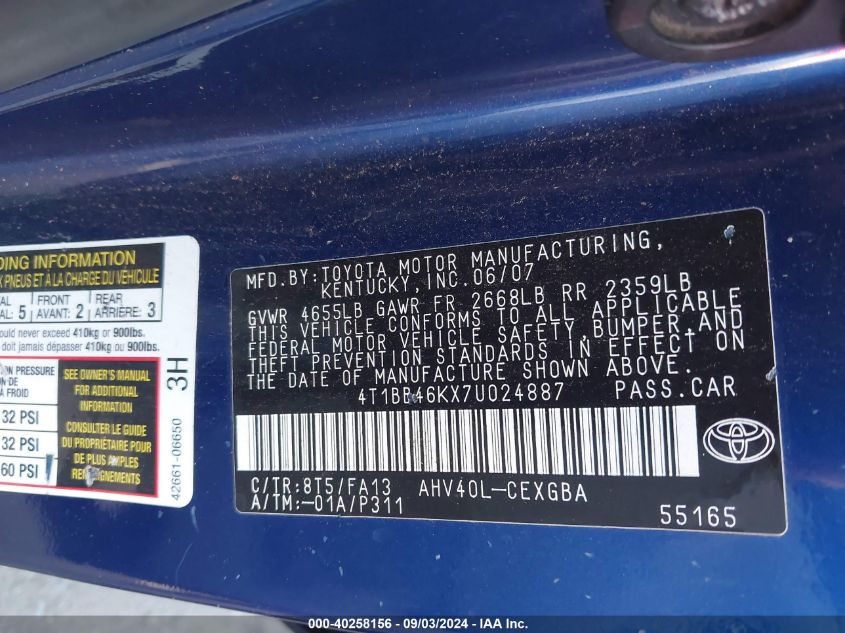 DING INFORMATION
X PNEUS ET À LA CHARGE DU VÉHICULE
FRONT
AVANT: 2
REAR
ARRIÈRE: 3
AL: 5
ould never exceed 410kg or 900lbs.
doit jamais dépasser 410kg ou 900lbs.
ON PRESSURE
À FROID
32 PSI
32 PSI
60 PSI
SEE OWNER'S MANUAL
FOR ADDITIONAL
INFORMATION
CONSULTER LE GUIDE
DU PROPRIÉTAIRE POUR
DE PLUS AMPLES
RENSEIGNEMENTS
3H
42661-06650
MFD.BY:TOYOTA MOTOR MANUFACTURING,
KENTUCKY, INC.06/07
GVWR 4655LB GAWR FR 2668LB RR 2359LB
THIS VEHICLE CONFORMS TO ALL APPLICABLE
FEDERAL MOTOR VEHICLE SAFETY, BUMPER, AND
THEFT PREVENTION STANDARDS IN EFFECT ON
THE DATE OF MANUFACTURE SHOWN ABOVE.
4T1BB46KX7U024887 PASS.CAR
C/TR:8T5/FA13 AHV40L-CEXGBA
A/TM:-01A/P311
55165
000-40258156 - 09/03/2024 - IAAI.com